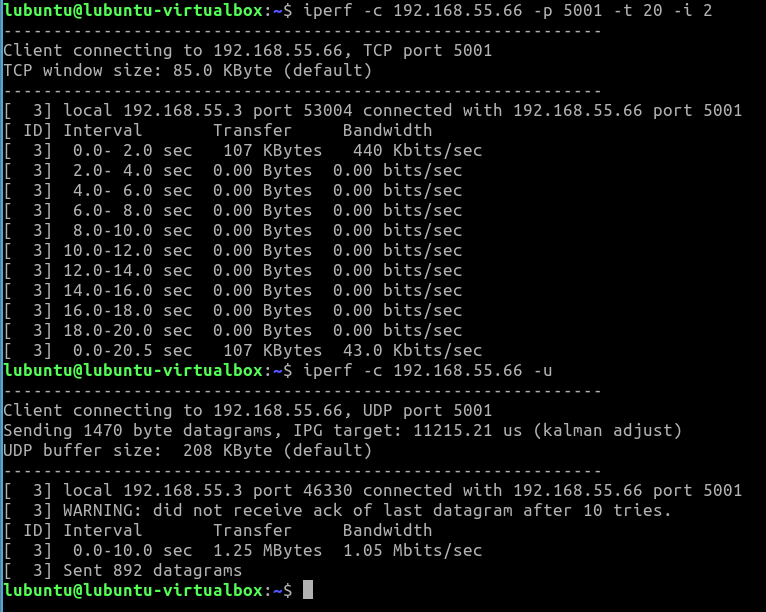 lubuntu@lubuntu-virtualbox:~$ iperf -c 192.168.55.66 -p 5001 -t 20 -i 2
------------------------------------------------------------
Client connecting to 192.168.55.66, TCP port 5001
TCP window size: 85.0 KByte (default)
------------------------------------------------------------
[  3] local 192.168.55.3 port 53004 connected with 192.168.55.66 port 5001
[ ID] Interval       Transfer     Bandwidth
[  3]  0.0- 2.0 sec   107 KBytes   440 Kbits/sec
[  3]  2.0- 4.0 sec  0.00 Bytes  0.00 bits/sec
[  3]  4.0- 6.0 sec  0.00 Bytes  0.00 bits/sec
[  3]  6.0- 8.0 sec  0.00 Bytes  0.00 bits/sec
[  3]  8.0-10.0 sec  0.00 Bytes  0.00 bits/sec
[  3] 10.0-12.0 sec  0.00 Bytes  0.00 bits/sec
[  3] 12.0-14.0 sec  0.00 Bytes  0.00 bits/sec
[  3] 14.0-16.0 sec  0.00 Bytes  0.00 bits/sec
[  3] 16.0-18.0 sec  0.00 Bytes  0.00 bits/sec
[  3] 18.0-20.0 sec  0.00 Bytes  0.00 bits/sec
[  3]  0.0-20.5 sec   107 KBytes  43.0 Kbits/sec
lubuntu@lubuntu-virtualbox:~$ iperf -c 192.168.55.66 -u
------------------------------------------------------------
Client connecting to 192.168.55.66, UDP port 5001
Sending 1470 byte datagrams, IPG target: 11215.21 us (kalman adjust)
UDP buffer size:  208 KByte (default)
------------------------------------------------------------
[  3] local 192.168.55.3 port 46330 connected with 192.168.55.66 port 5001
[  3] WARNING: did not receive ack of last datagram after 10 tries.
[ ID] Interval       Transfer     Bandwidth
[  3]  0.0-10.0 sec  1.25 MBytes  1.05 Mbits/sec
[  3] Sent 892 datagrams
lubuntu@lubuntu-virtualbox:~$